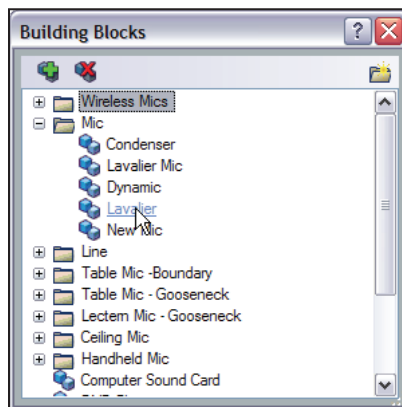 Building Blocks
Wireless Mics
Mic
Condenser
Lavalier Mic
Dynamic
Lavalier
New Mic
Line
Table Mic -Boundary
Table Mic - Gooseneck
Lectern Mic - Gooseneck
Ceiling Mic
Handheld Mic
Computer Sound Card